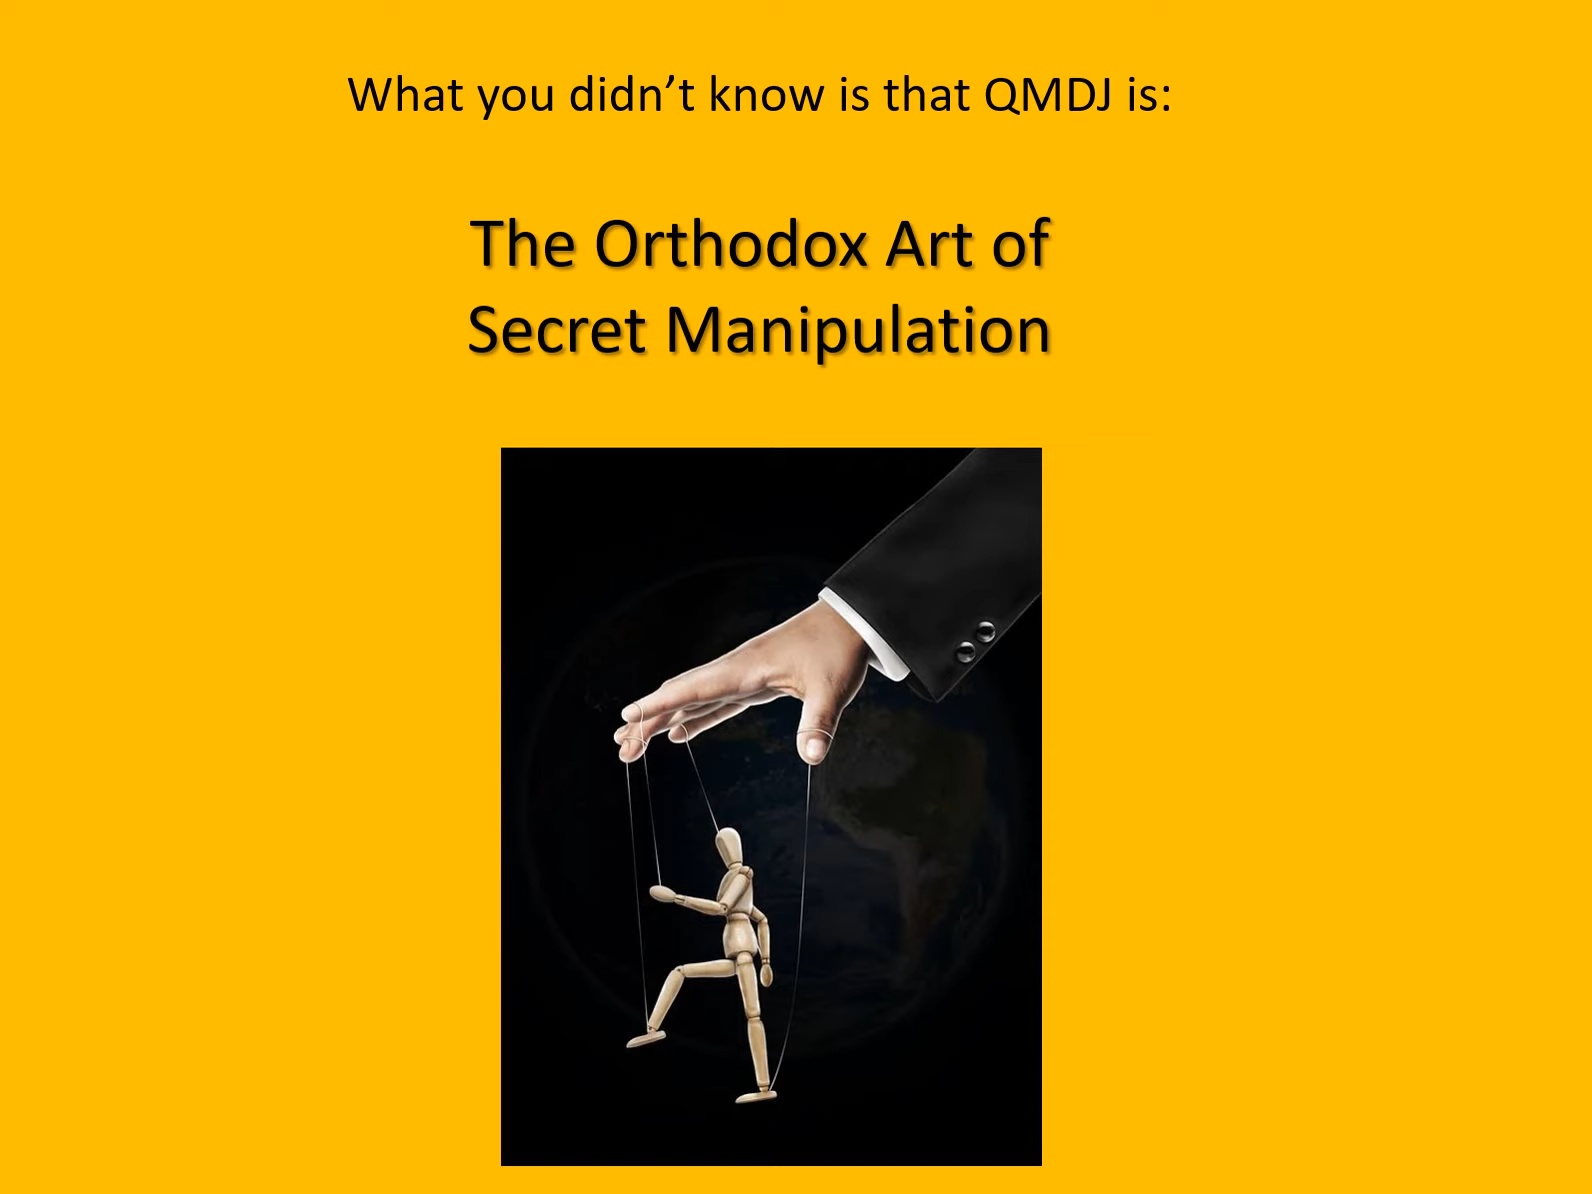 What you didn’t know is that QMDJ is:
The Orthodox Art of
Secret Manipulation